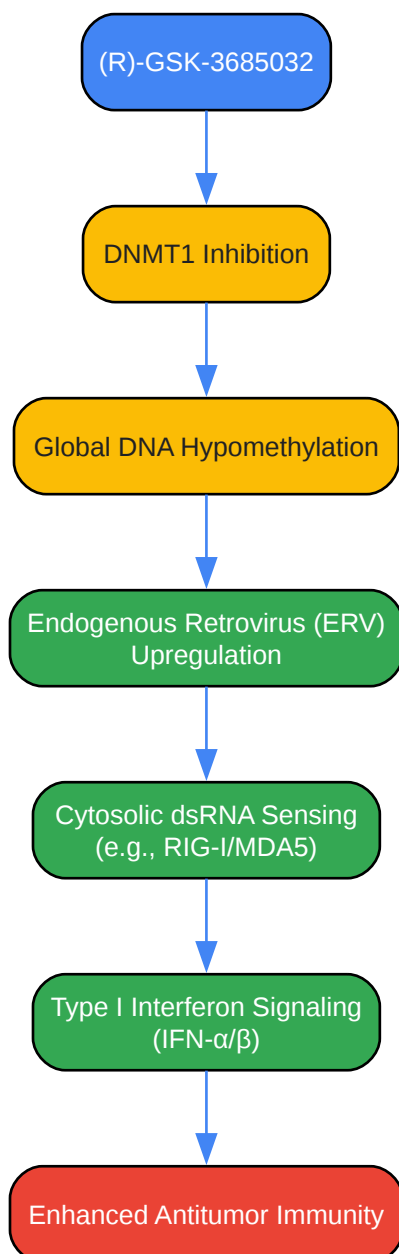 (R)-GSK-3685032
DNMT1 Inhibition
Global DNA Hypomethylation
Endogenous Retrovirus (ERV)
Upregulation
Cytosolic dsRNA Sensing
(e.g., RIG-I/MDA5)
Type I Interferon Signaling
(IFN-α/β)
Enhanced Antitumor Immunity